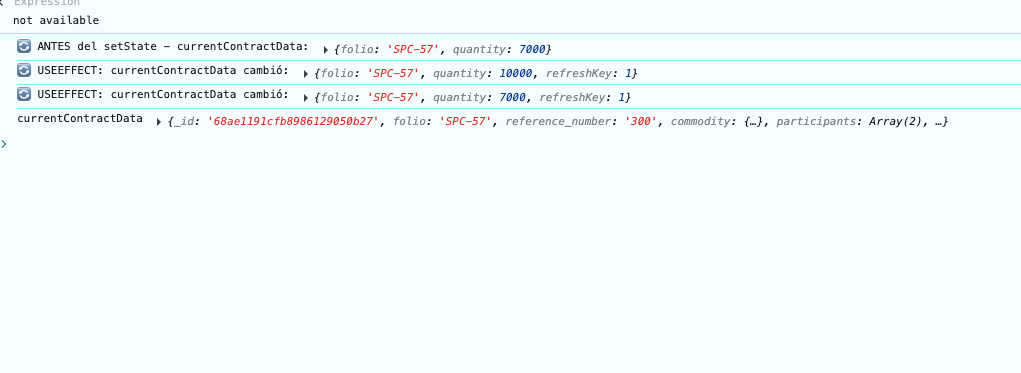 Expression
not available
🔄 ANTES del setState – currentContractData: ▶ {folio: 'SPC-57', quantity: 7000}
🔄 USEEFFECT: currentContractData cambió: ▶ {folio: 'SPC-57', quantity: 10000, refreshKey: 1}
🔄 USEEFFECT: currentContractData cambió: ▶ {folio: 'SPC-57', quantity: 7000, refreshKey: 1}
currentContractData ▶ {_id: '68ae1191cfb8986129050b27', folio: 'SPC-57', reference_number: '300', commodity: {…}, participants: Array(2), …}